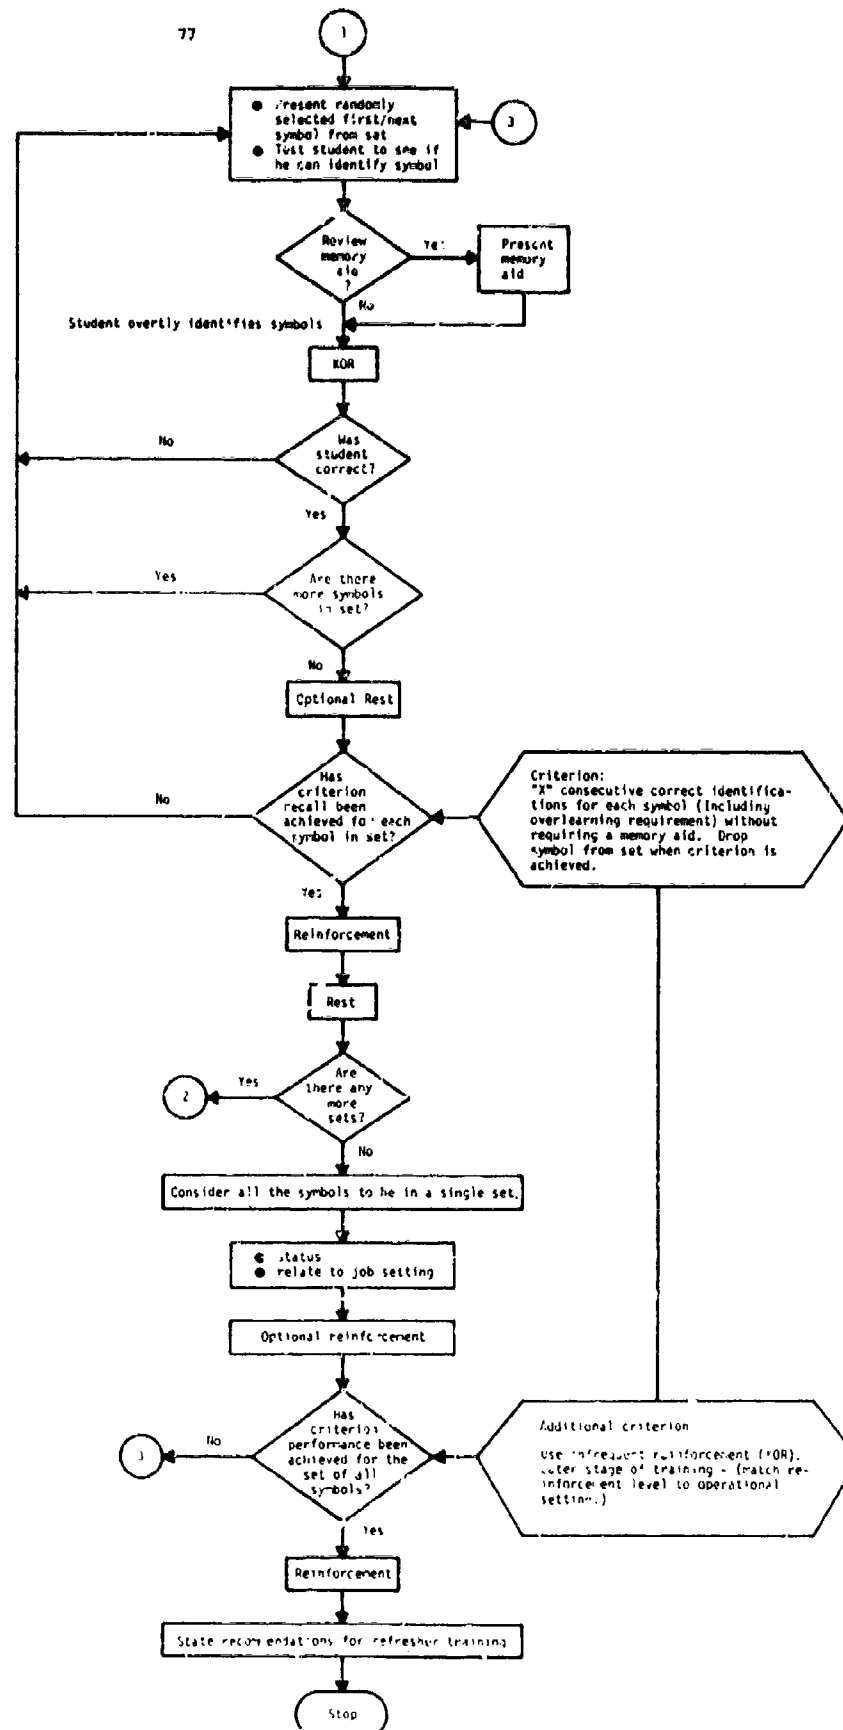 77
1
● Present randomly
selected first/next
symbol from set
● Test student to see if
he can identify symbol
3
Review
memory
aid
?
Yes
Present
memory
aid
No
Student overtly identifies symbols
KOR
Was
student
correct?
No
Yes
Are there
more symbols
in set?
Yes
No
Optional Rest
Has
criterion
recall been
achieved for each
symbol in set?
No
Criterion:
"X" consecutive correct identifica-
tions for each symbol (Including
overlearning requirement) without
requiring a memory aid. Drop
symbol from set when criterion is
achieved.
Yes
Reinforcement
Rest
Are
there any
more
sets?
Yes
2
No
Consider all the symbols to be in a single set.
● Status
● relate to job setting
Optional reinforcement
Has
criterion
performance been
achieved for the
set of all
symbols?
No
3
Additional criterion
Use infrequent reinforcement (KOR).
Later stage of training - (match re-
inforcement level to operational
setting.)
Yes
Reinforcement
State recomendations for refresher training
Stop